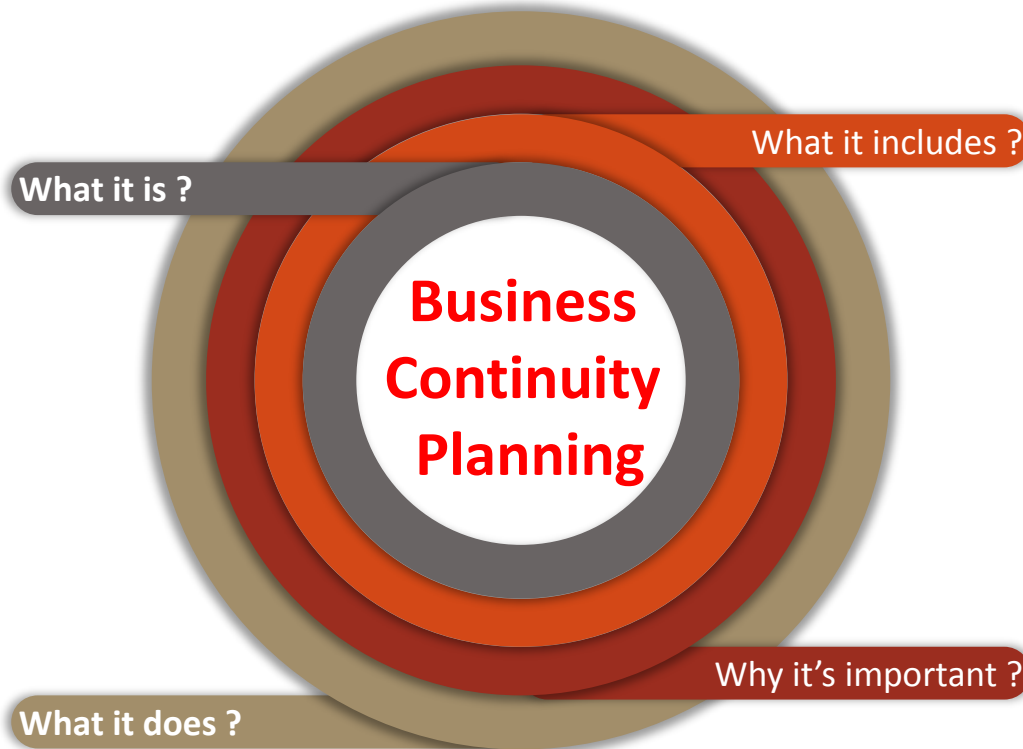 What it includes ?
What it is ?
Business
Continuity
Planning
Why it’s important ?
What it does ?